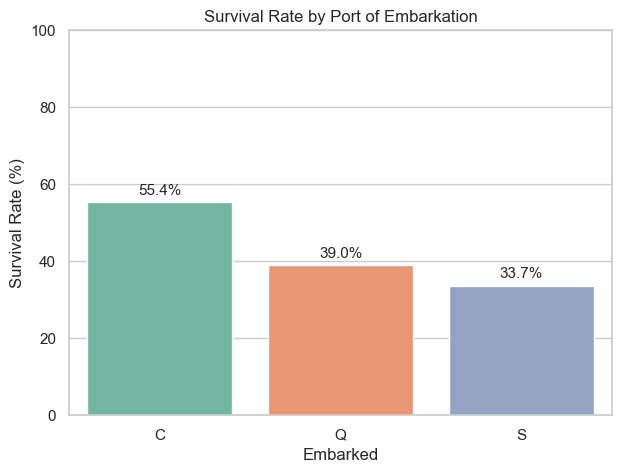 Survival Rate by Port of Embarkation
Survival Rate (%)
100
80
60
40
20
0
55.4%
39.0%
33.7%
C
Q
S
Embarked